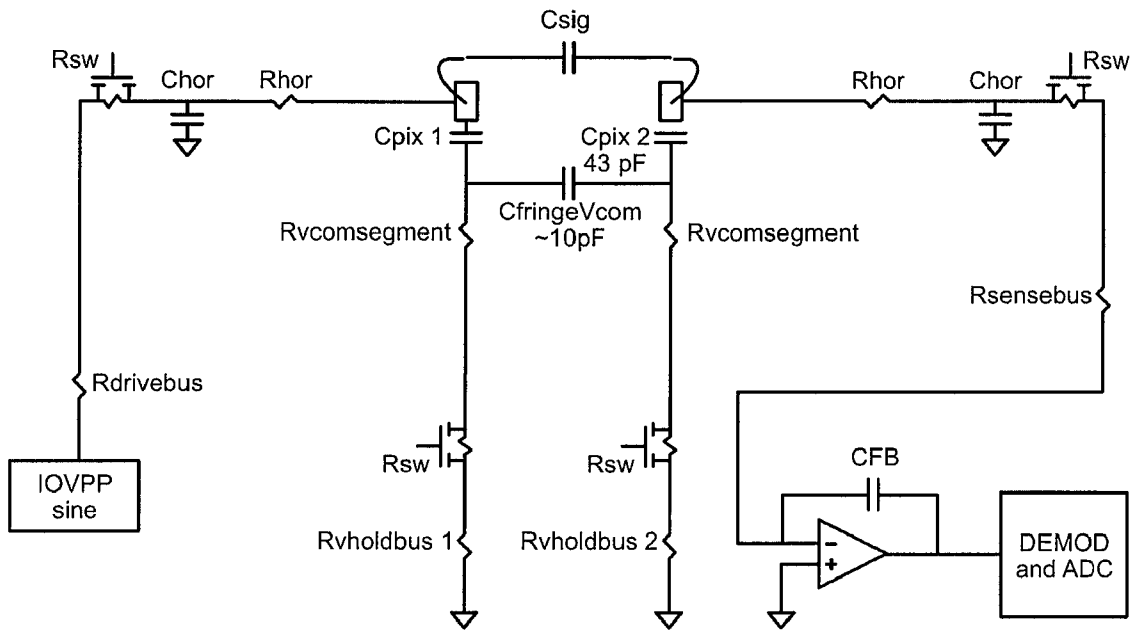 Csig
Rsw
Rsw
Chor
Rhor
Rhor
Chor
Cpix 1
Cpix 2
43 pF
CfringeVcom
~10pF
Rvcomsegment
Rvcomsegment
Rsensebus
Rdrivebus
IOVPP
sine
Rsw
Rsw
CFB
Rvholdbus 1
Rvholdbus 2
−
+
DEMOD
and ADC